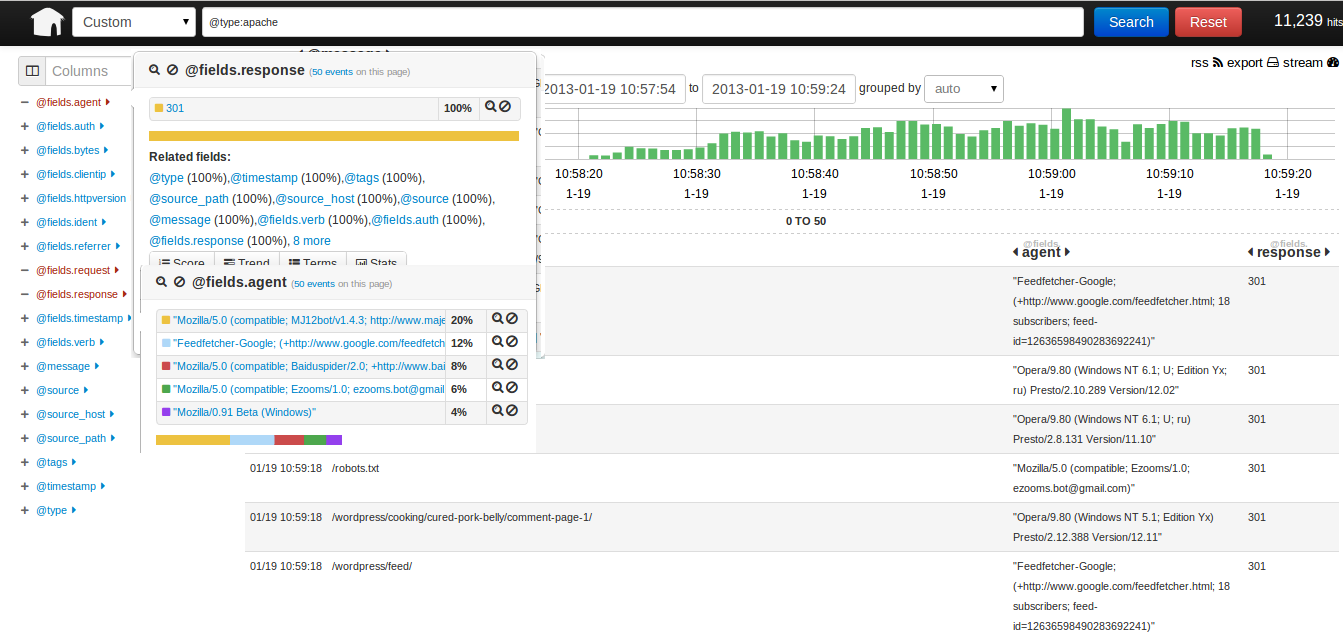 Custom @type:apache Search Reset 11,239 hits
rss export stream
Columns
@fields.agent
@fields.auth
@fields.bytes
@fields.clientip
@fields.httpversion
@fields.ident
@fields.referrer
@fields.request
@fields.response
@fields.timestamp
@fields.verb
@message
@source
@source_host
@source_path
@tags
@timestamp
@type
@fields.response (50 events on this page)
301 100%
Related fields:
@type (100%),@timestamp (100%),@tags (100%),
@source_path (100%),@source_host (100%),@source (100%),
@message (100%),@fields.verb (100%),@fields.auth (100%),
@fields.response (100%), 8 more
Score Trend Terms Stats
@fields.agent (50 events on this page)
"Mozilla/5.0 (compatible; MJ12bot/v1.4.3; http://www.maje 20%
"Feedfetcher-Google; (+http://www.google.com/feedfetch 12%
"Mozilla/5.0 (compatible; Baiduspider/2.0; +http://www.bai 8%
"Mozilla/5.0 (compatible; Ezooms/1.0; ezooms.bot@gmail 6%
"Mozilla/0.91 Beta (Windows)" 4%
2013-01-19 10:57:54 to 2013-01-19 10:59:24 grouped by auto
10:58:20 10:58:30 10:58:40 10:58:50 10:59:00 10:59:10 10:59:20
1-19 1-19 1-19 1-19 1-19 1-19 1-19
0 TO 50
@fields. @fields.
agent response
"Feedfetcher-Google; 301
(+http://www.google.com/feedfetcher.html; 18
subscribers; feed-
id=12636598490283692241)"
"Opera/9.80 (Windows NT 6.1; U; Edition Yx; 301
ru) Presto/2.10.289 Version/12.02"
"Opera/9.80 (Windows NT 6.1; U; ru) 301
Presto/2.8.131 Version/11.10"
01/19 10:59:18 /robots.txt "Mozilla/5.0 (compatible; Ezooms/1.0; 301
ezooms.bot@gmail.com)"
01/19 10:59:18 /wordpress/cooking/cured-pork-belly/comment-page-1/ "Opera/9.80 (Windows NT 5.1; Edition Yx) 301
Presto/2.12.388 Version/12.11"
01/19 10:59:18 /wordpress/feed/ "Feedfetcher-Google; 301
(+http://www.google.com/feedfetcher.html; 18
subscribers; feed-
id=12636598490283692241)"